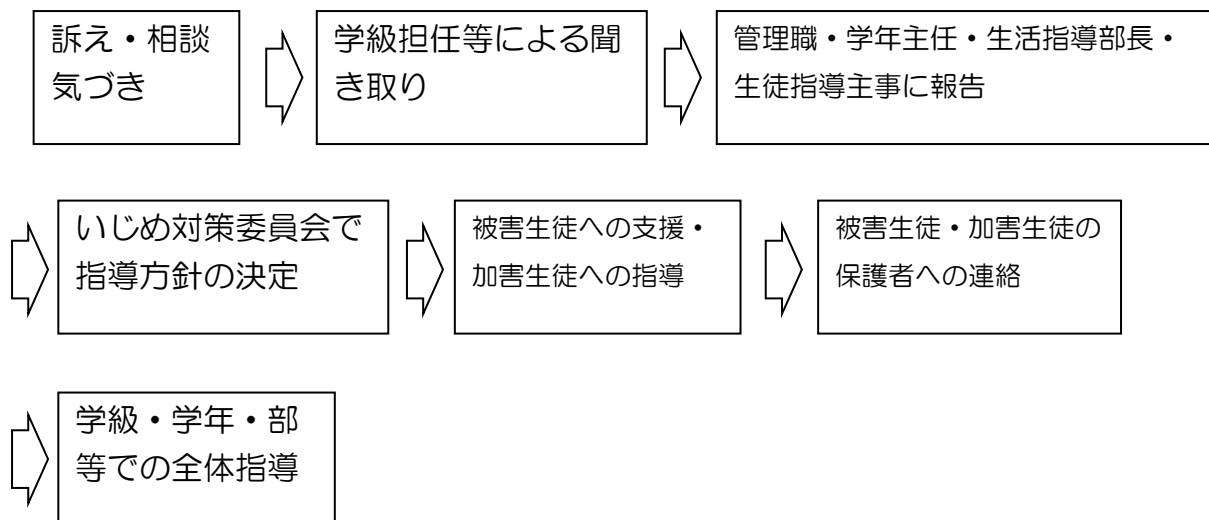 訴え・相談
気づき
学級担任等による聞
き取り
管理職・学年主任・生活指導部長・
生徒指導主事に報告
いじめ対策委員会で
指導方針の決定
被害生徒への支援・
加害生徒への指導
被害生徒・加害生徒の
保護者への連絡
学級・学年・部
等での全体指導